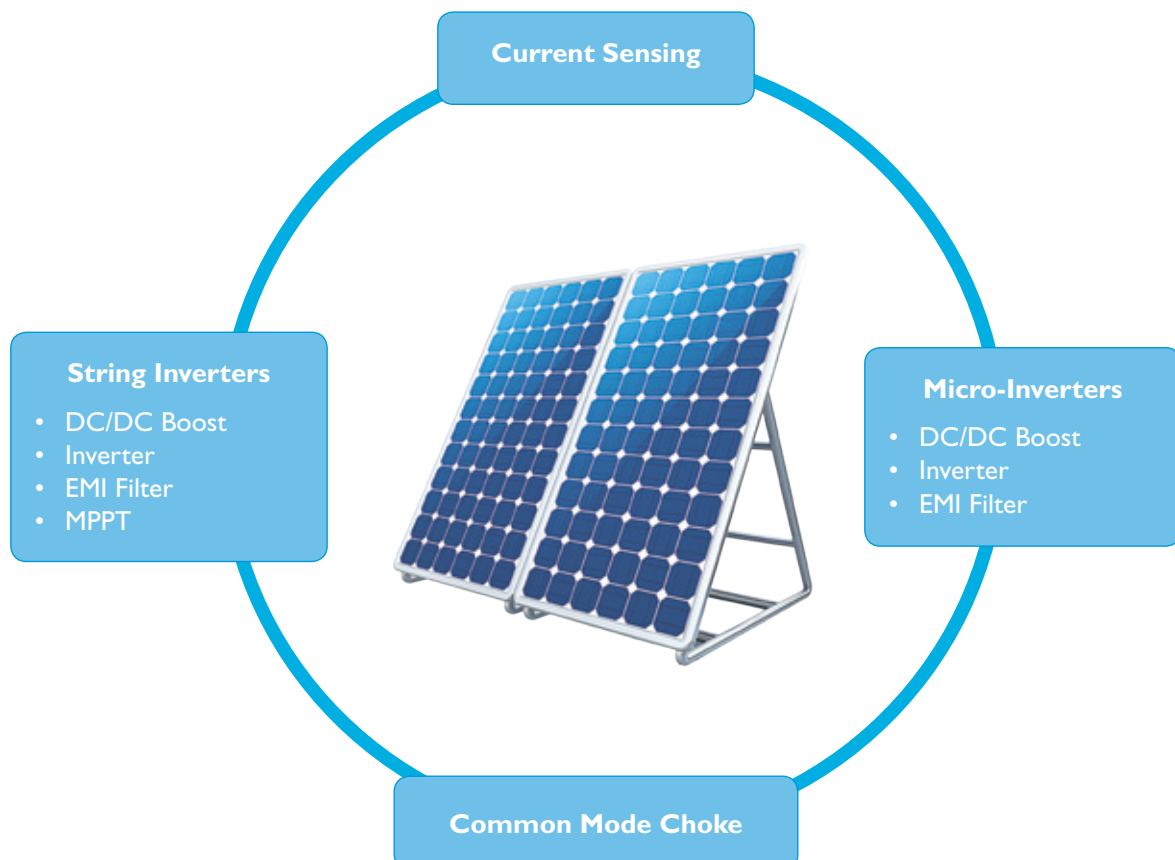 Current Sensing
String Inverters
• DC/DC Boost
• Inverter
• EMI Filter
• MPPT
Micro-Inverters
• DC/DC Boost
• Inverter
• EMI Filter
Common Mode Choke